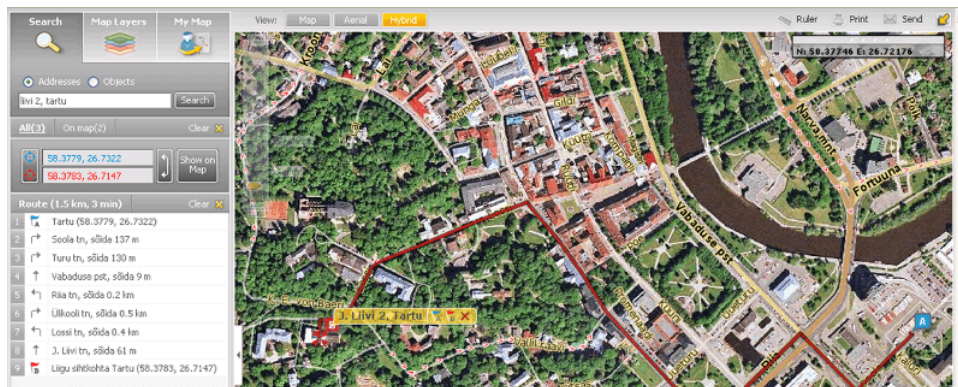 Search
Map Layers
My Map
View:
Map
Aerial
Hybrid
Ruler
Print
Send
N: 58.37746 E: 26.72176
Addresses
Objects
liivi 2, tartu
Search
All(3)
On map(2)
Clear
58.3779, 26.7322
58.3783, 26.7147
Show on
Map
Route (1.5 km, 3 min)
Clear
1 A Tartu (58.3779, 26.7322)
2 Soola tn, sõida 137 m
3 Turu tn, sõida 130 m
4 Vabaduse pst, sõida 9 m
5 Riia tn, sõida 0.2 km
6 Ülikooli tn, sõida 0.5 km
7 Lossi tn, sõida 0.4 km
8 J. Liivi tn, sõida 61 m
9 B Liigu sihtkohta Tartu (58.3783, 26.7147)
Gildi
Küütri
Narva mnt
Fortuuna
Vabaduse pst
J. Liivi 2, Tartu
A